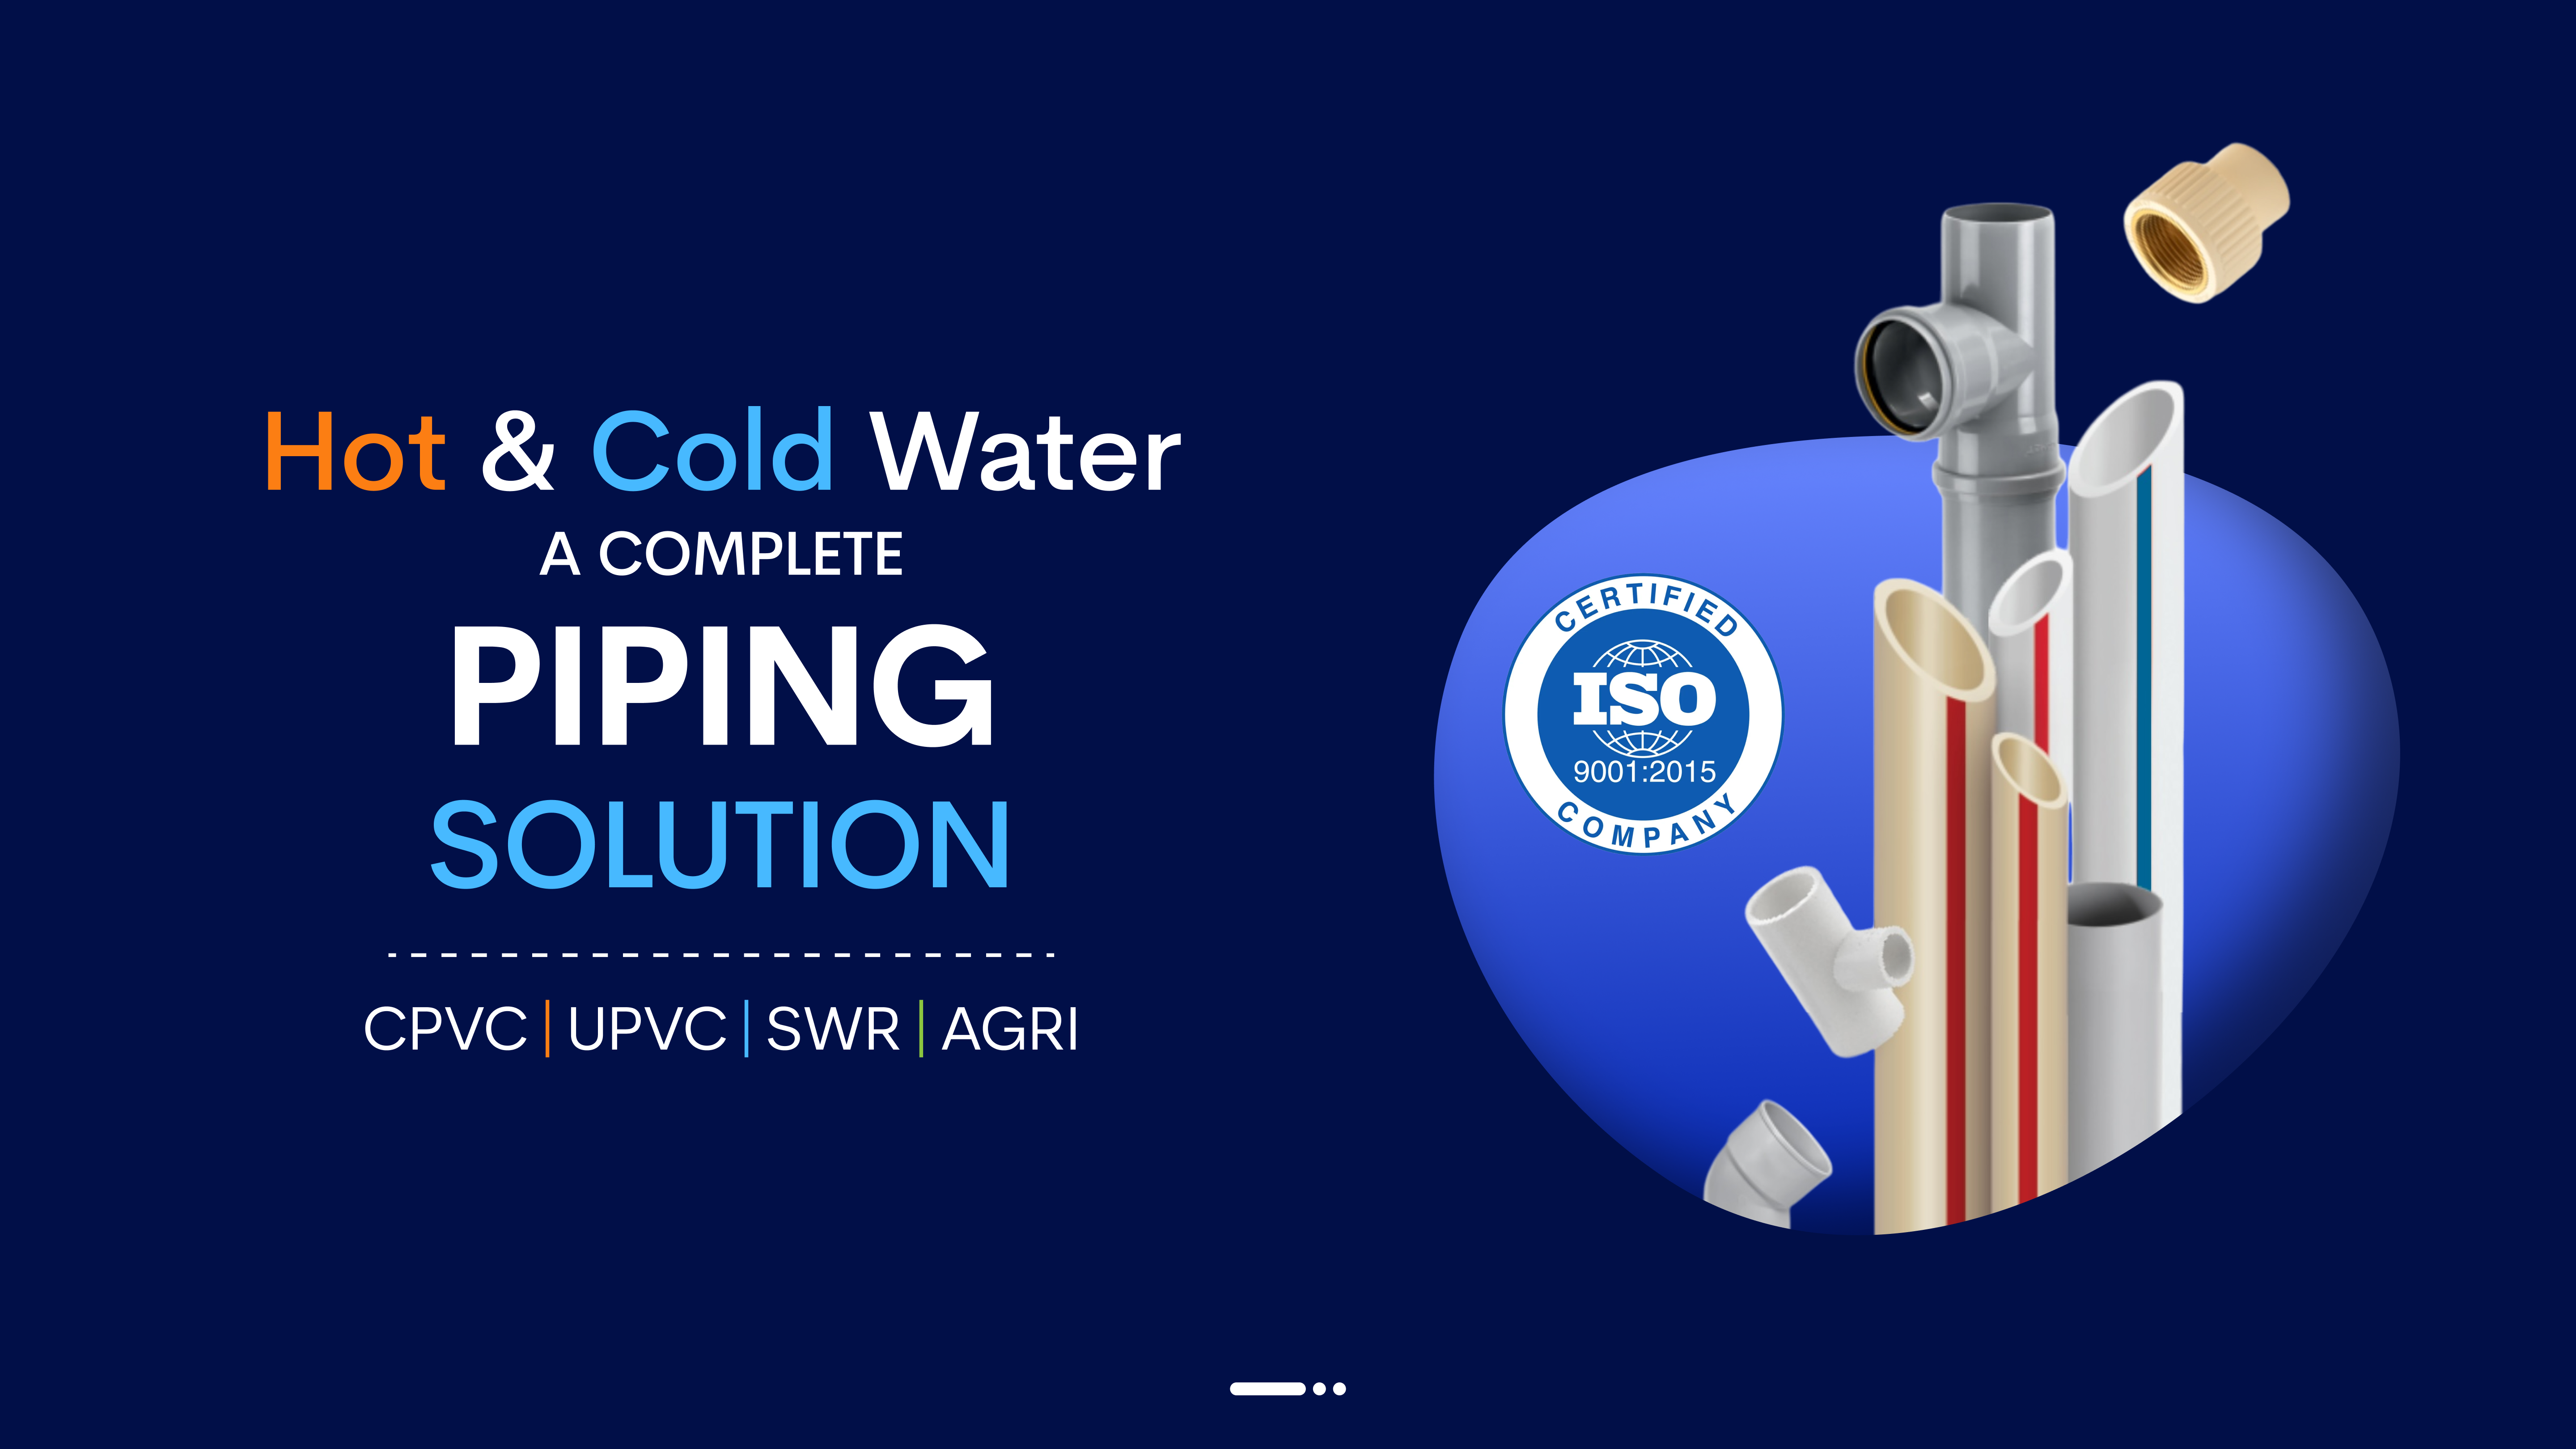 Hot & Cold Water
A COMPLETE
PIPING
SOLUTION
CPVC | UPVC | SWR | AGRI
CERTIFIED
ISO
9001:2015
COMPANY